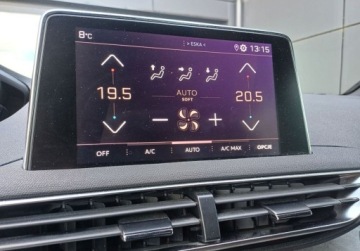 8°C
• ESKA
13:15
19.5
AUTO
SOFT
20.5
OFF
A/C
AUTO
A/C MAX
OPCJE